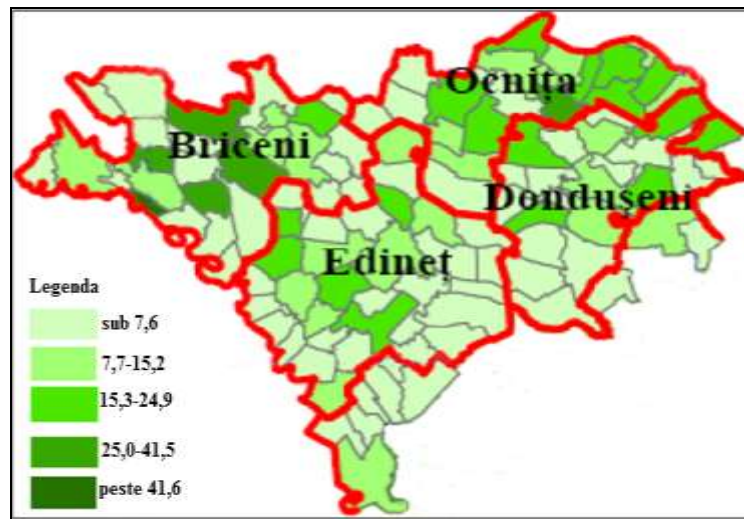 Ocnița
Briceni
Dondușeni
Edineț
Legenda
sub 7,6
7,7-15,2
15,3-24,9
25,0-41,5
peste 41,6